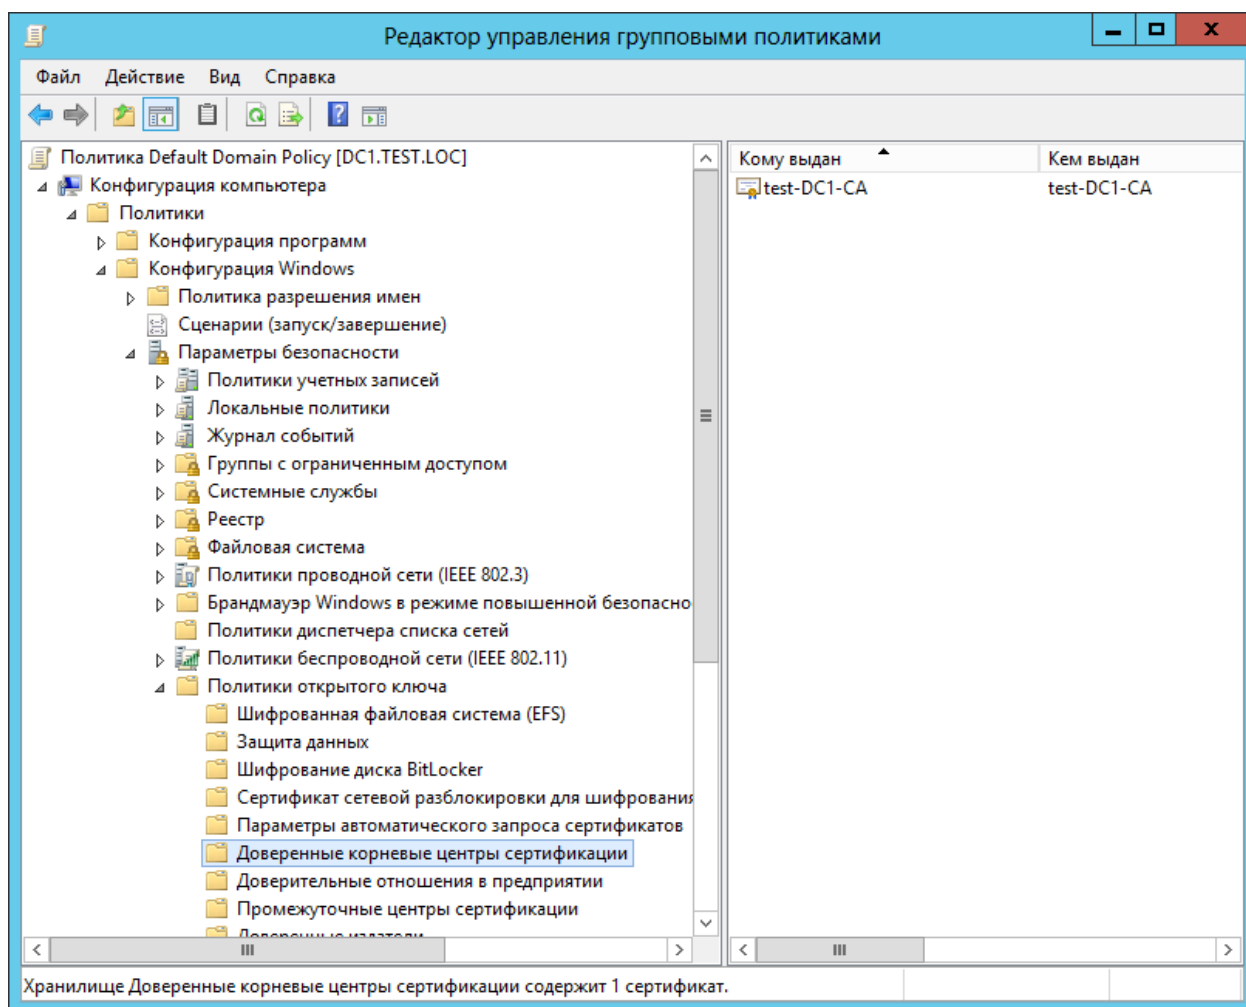 Редактор управления групповыми политиками
Файл Действие Вид Справка
Политика Default Domain Policy [DC1.TEST.LOC]
Конфигурация компьютера
Политики
Конфигурация программ
Конфигурация Windows
Политика разрешения имен
Сценарии (запуск/завершение)
Параметры безопасности
Политики учетных записей
Локальные политики
Журнал событий
Группы с ограниченным доступом
Системные службы
Реестр
Файловая система
Политики проводной сети (IEEE 802.3)
Брандмауэр Windows в режиме повышенной безопасно
Политики диспетчера списка сетей
Политики беспроводной сети (IEEE 802.11)
Политики открытого ключа
Шифрованная файловая система (EFS)
Защита данных
Шифрование диска BitLocker
Сертификат сетевой разблокировки для шифрования
Параметры автоматического запроса сертификатов
Доверенные корневые центры сертификации
Доверительные отношения в предприятии
Промежуточные центры сертификации
Доверенные издатели
Кому выдан Кем выдан
test-DC1-CA test-DC1-CA
Хранилище Доверенные корневые центры сертификации содержит 1 сертификат.